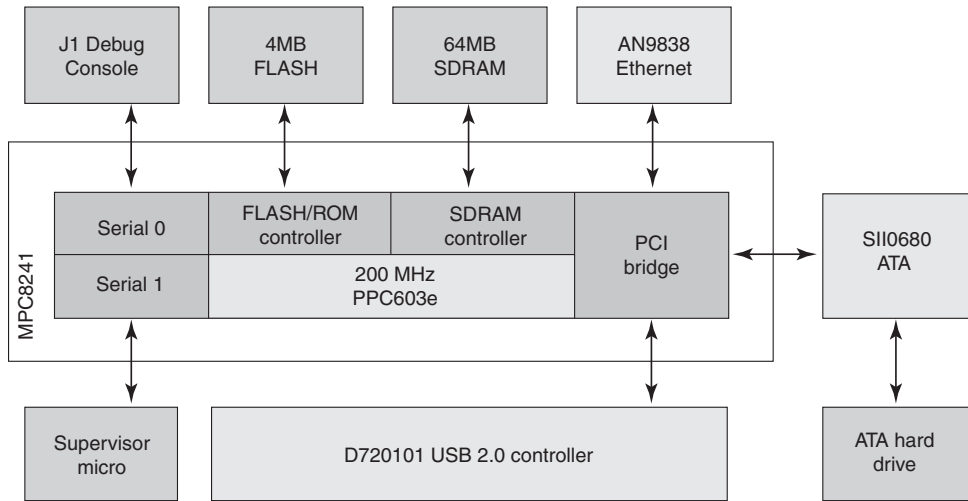 J1 Debug
Console
4MB
FLASH
64MB
SDRAM
AN9838
Ethernet
MPC8241
Serial 0
FLASH/ROM
controller
SDRAM
controller
PCI
bridge
Serial 1
200 MHz
PPC603e
SII0680
ATA
Supervisor
micro
D720101 USB 2.0 controller
ATA hard
drive